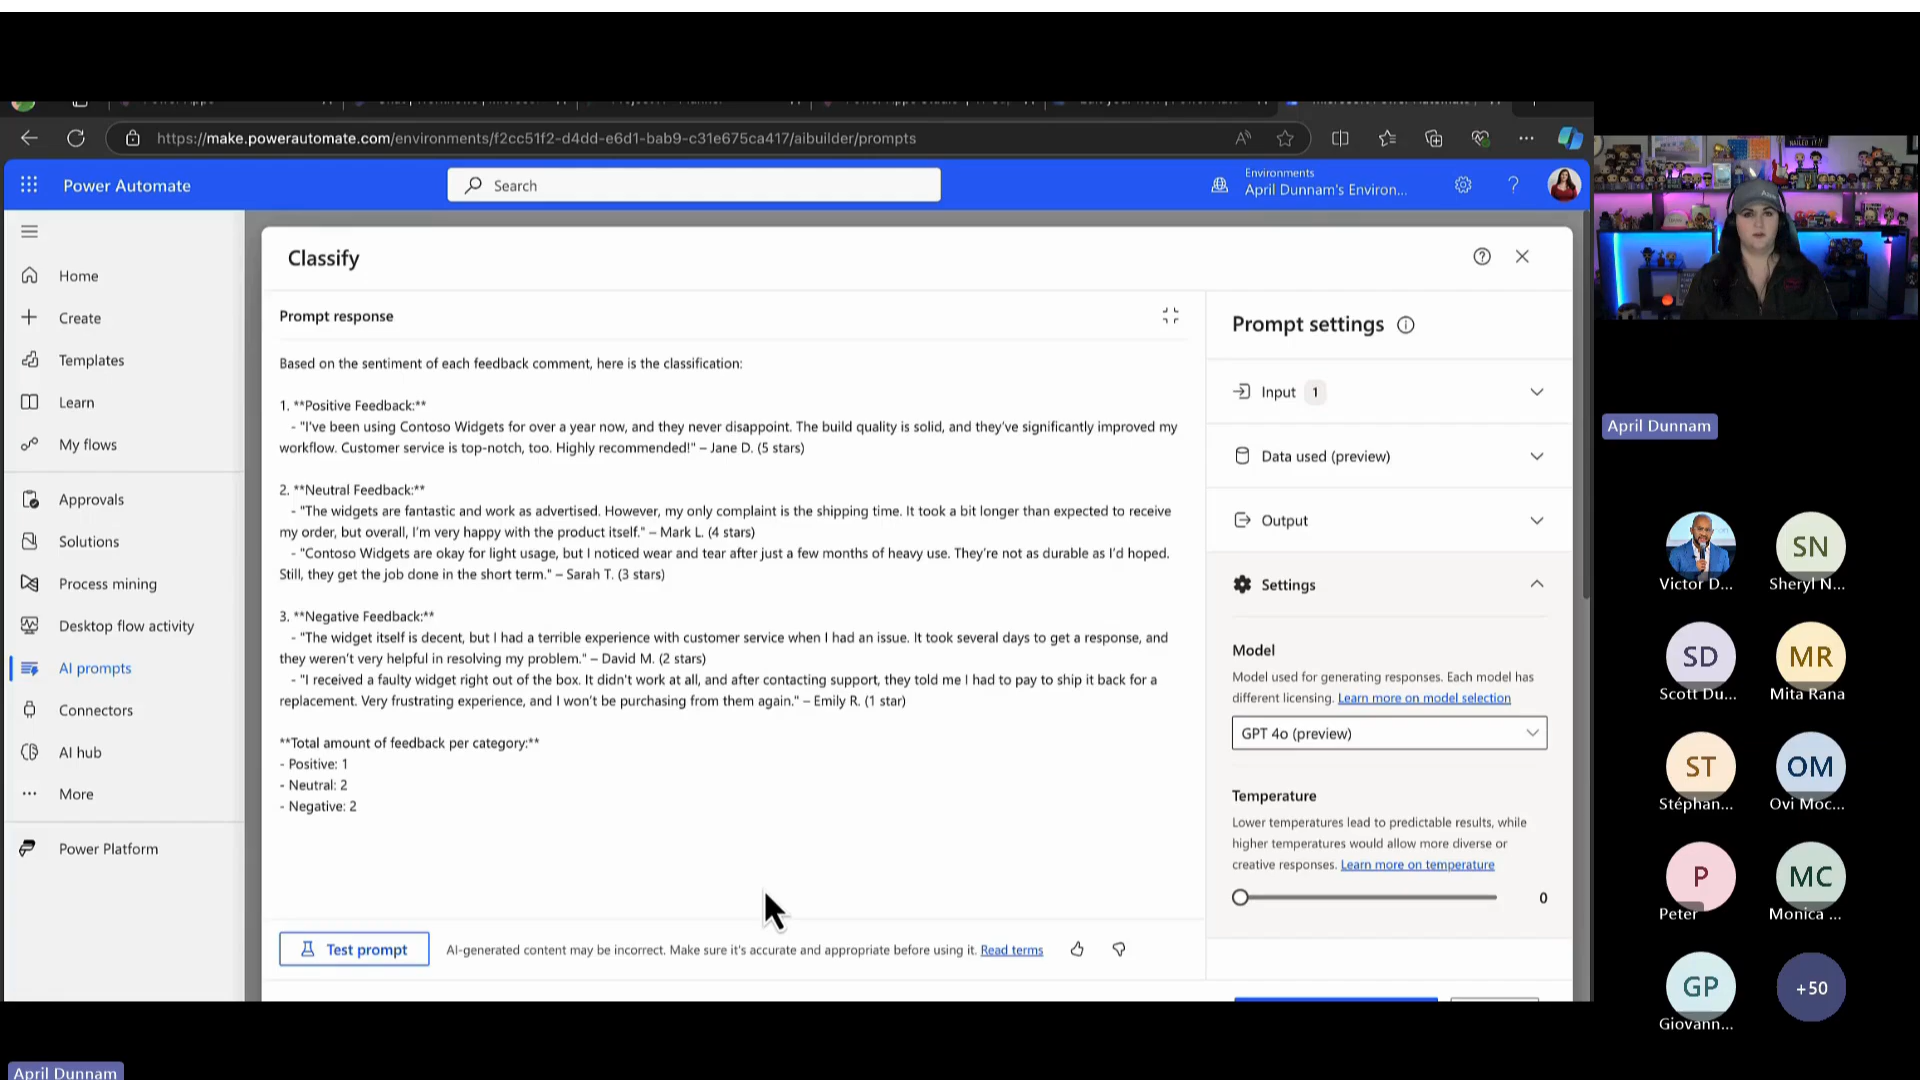 https://make.powerautomate.com/environments/f2cc51f2-d4dd-e6d1-bab9-c31e675ca417/aibuilder/prompts
Power Automate
Search
Environments
April Dunnam's Environ...
Home
Create
Templates
Learn
My flows
Approvals
Solutions
Process mining
Desktop flow activity
AI prompts
Connectors
AI hub
More
Power Platform
Classify
Prompt response
Based on the sentiment of each feedback comment, here is the classification:
1. **Positive Feedback:**
- "I've been using Contoso Widgets for over a year now, and they never disappoint. The build quality is solid, and they've significantly improved my
workflow. Customer service is top-notch, too. Highly recommended!" – Jane D. (5 stars)
2. **Neutral Feedback:**
- "The widgets are fantastic and work as advertised. However, my only complaint is the shipping time. It took a bit longer than expected to receive
my order, but overall, I'm very happy with the product itself." – Mark L. (4 stars)
- "Contoso Widgets are okay for light usage, but I noticed wear and tear after just a few months of heavy use. They're not as durable as I'd hoped.
Still, they get the job done in the short term." – Sarah T. (3 stars)
3. **Negative Feedback:**
- "The widget itself is decent, but I had a terrible experience with customer service when I had an issue. It took several days to get a response, and
they weren't very helpful in resolving my problem." – David M. (2 stars)
- "I received a faulty widget right out of the box. It didn't work at all, and after contacting support, they told me I had to pay to ship it back for a
replacement. Very frustrating experience, and I won't be purchasing from them again." – Emily R. (1 star)
**Total amount of feedback per category:**
- Positive: 1
- Neutral: 2
- Negative: 2
Test prompt
AI-generated content may be incorrect. Make sure it's accurate and appropriate before using it. Read terms
Prompt settings
Input 1
Data used (preview)
Output
Settings
Model
Model used for generating responses. Each model has
different licensing. Learn more on model selection
GPT 4o (preview)
Temperature
Lower temperatures lead to predictable results, while
higher temperatures would allow more diverse or
creative responses. Learn more on temperature
0
April Dunnam
Victor D...
SN
Sheryl N...
SD
Scott Du...
MR
Mita Rana
ST
Stéphan...
OM
Ovi Moc...
P
Peter
MC
Monica ...
GP
Giovann...
+50
April Dunnam